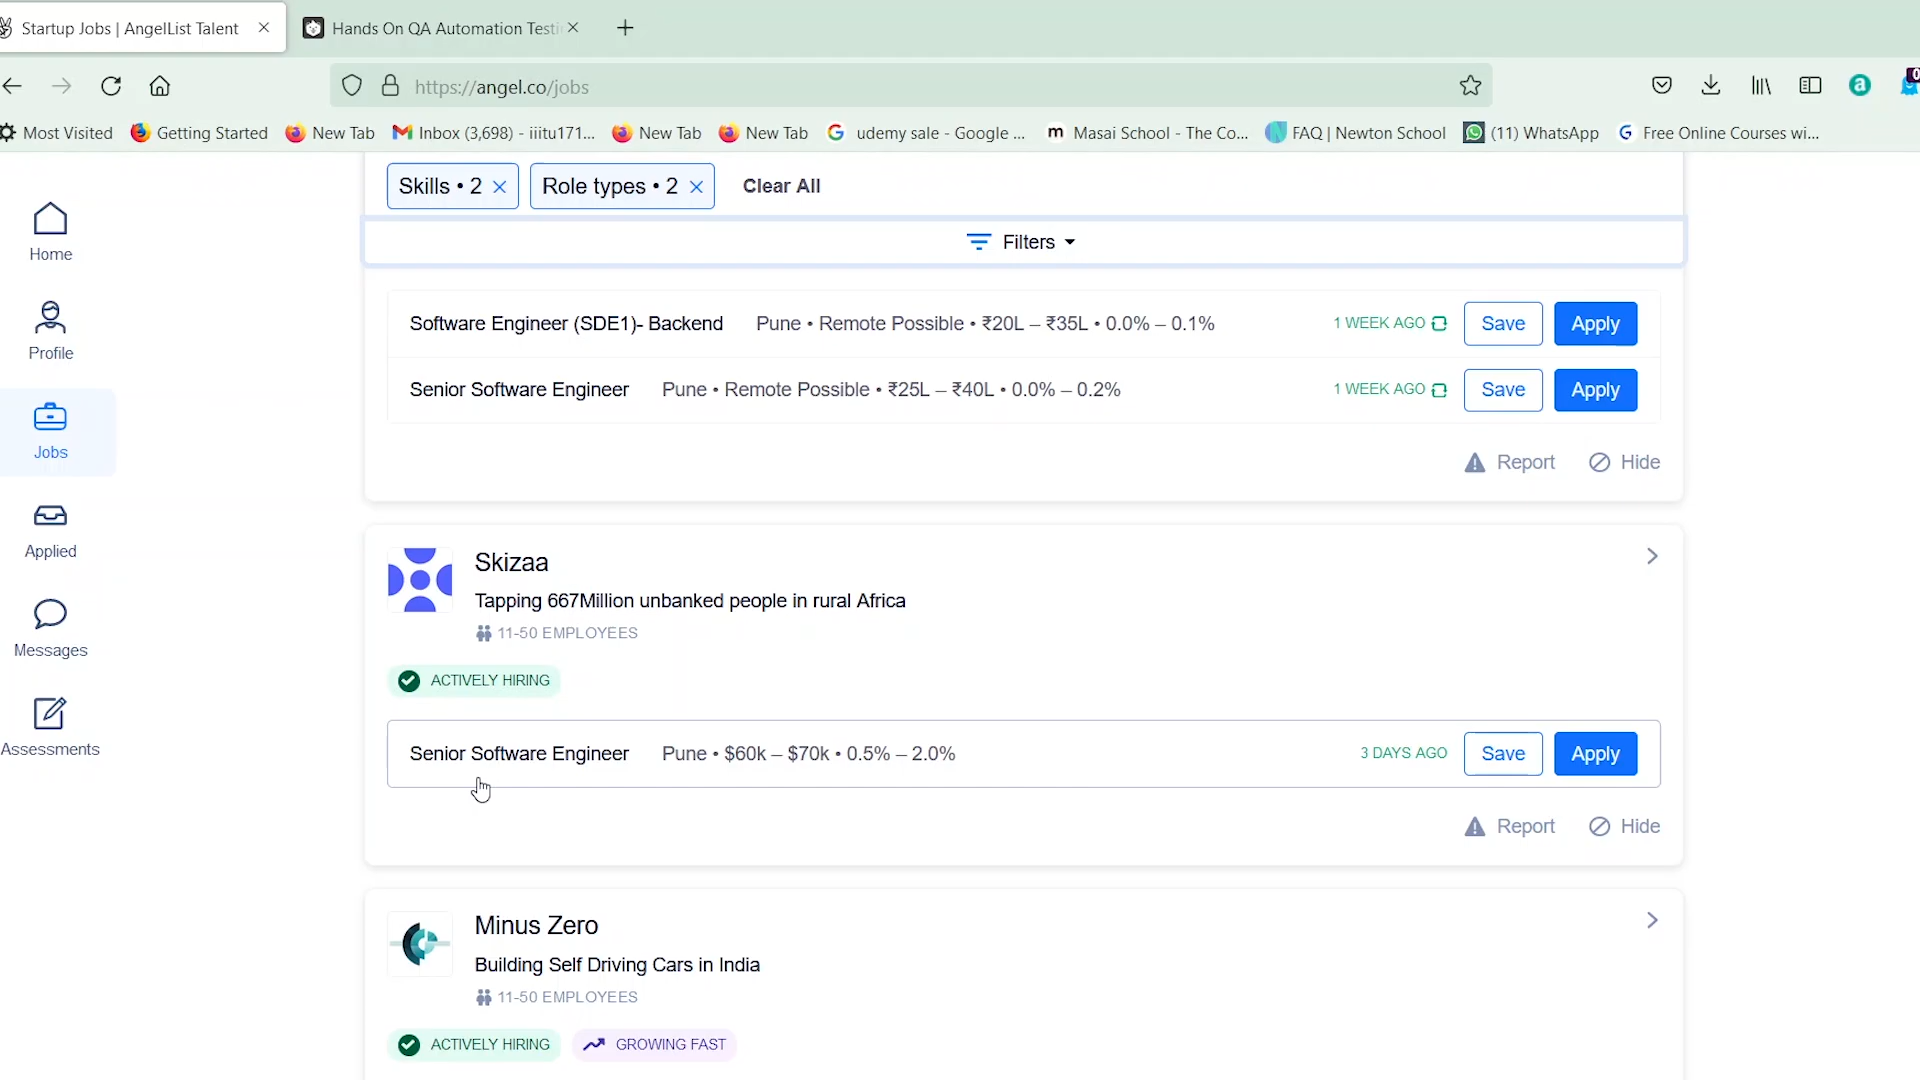 Startup Jobs | AngelList Talent
Hands On QA Automation Testi
https://angel.co/jobs
a
0
Most Visited
Getting Started
New Tab
Inbox (3,698) - iiitu171...
New Tab
New Tab
udemy sale - Google ...
m Masai School - The Co...
FAQ | Newton School
(11) WhatsApp
Free Online Courses wi...
Skills • 2
Role types • 2
Clear All
Filters
Home
Profile
Jobs
Applied
Messages
Assessments
Software Engineer (SDE1)- Backend Pune • Remote Possible • ₹20L – ₹35L • 0.0% – 0.1% 1 WEEK AGO Save Apply
Senior Software Engineer Pune • Remote Possible • ₹25L – ₹40L • 0.0% – 0.2% 1 WEEK AGO Save Apply
Report Hide
Skizaa
Tapping 667Million unbanked people in rural Africa
11-50 EMPLOYEES
ACTIVELY HIRING
Senior Software Engineer Pune • $60k – $70k • 0.5% – 2.0% 3 DAYS AGO Save Apply
Report Hide
Minus Zero
Building Self Driving Cars in India
11-50 EMPLOYEES
ACTIVELY HIRING GROWING FAST